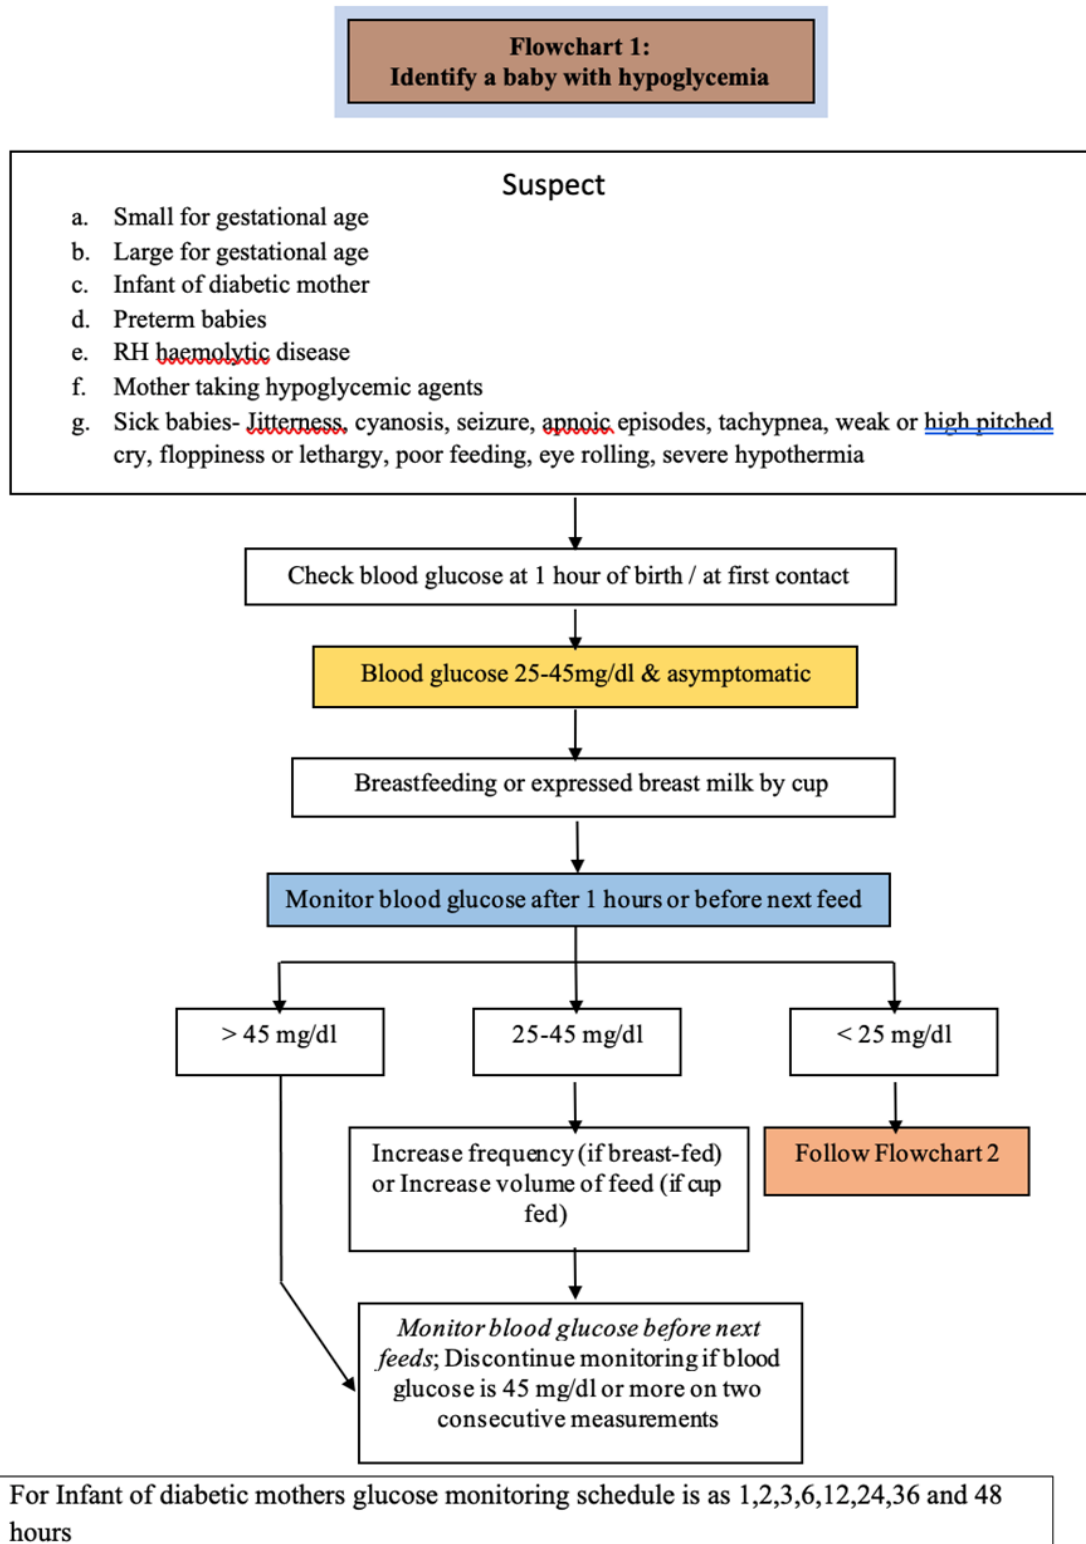 Flowchart 1:
Identify a baby with hypoglycemia
Suspect
a. Small for gestational age
b. Large for gestational age
c. Infant of diabetic mother
d. Preterm babies
e. RH haemolytic disease
f. Mother taking hypoglycemic agents
g. Sick babies- Jitterness, cyanosis, seizure, apnoic episodes, tachypnea, weak or high pitched
cry, floppiness or lethargy, poor feeding, eye rolling, severe hypothermia
Check blood glucose at 1 hour of birth / at first contact
Blood glucose 25-45mg/dl & asymptomatic
Breastfeeding or expressed breast milk by cup
Monitor blood glucose after 1 hours or before next feed
> 45 mg/dl
25-45 mg/dl
< 25 mg/dl
Increase frequency (if breast-fed)
or Increase volume of feed (if cup
fed)
Follow Flowchart 2
Monitor blood glucose before next
feeds; Discontinue monitoring if blood
glucose is 45 mg/dl or more on two
consecutive measurements
For Infant of diabetic mothers glucose monitoring schedule is as 1,2,3,6,12,24,36 and 48
hours